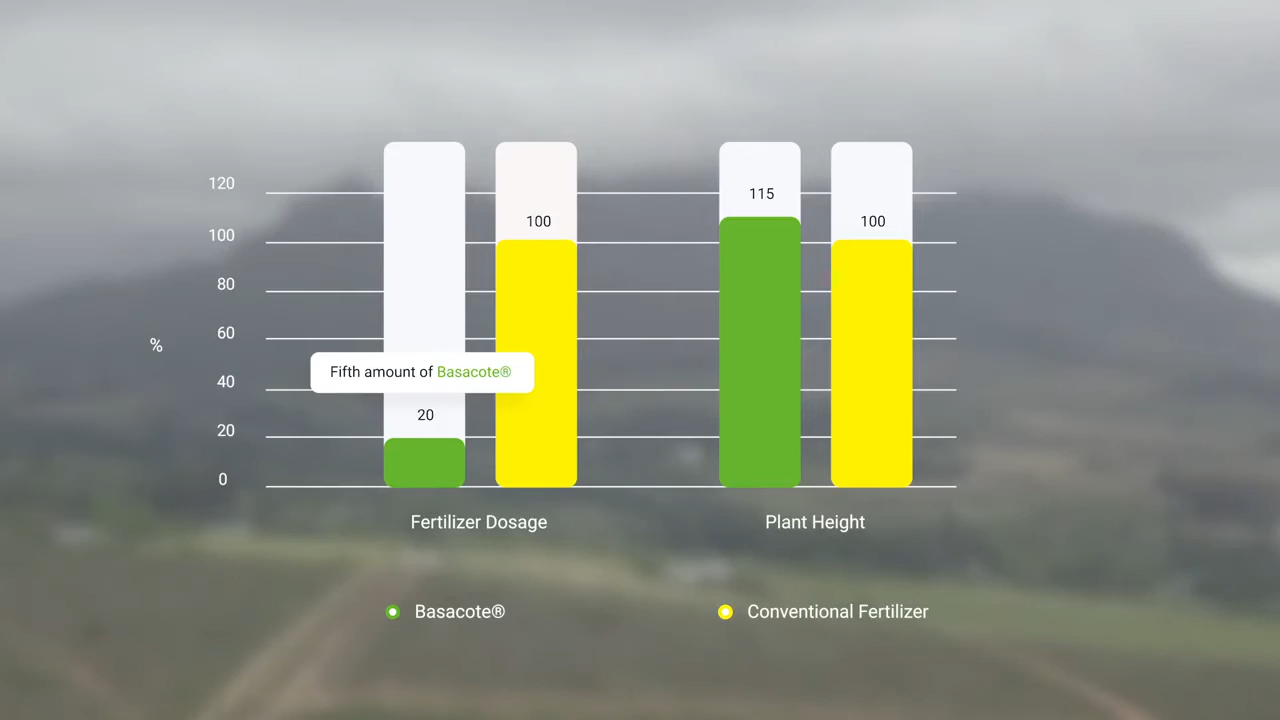 120
100
80
60
40
20
0
%
100
115
100
Fifth amount of Basacote®
20
Fertilizer Dosage
Plant Height
Basacote®
Conventional Fertilizer